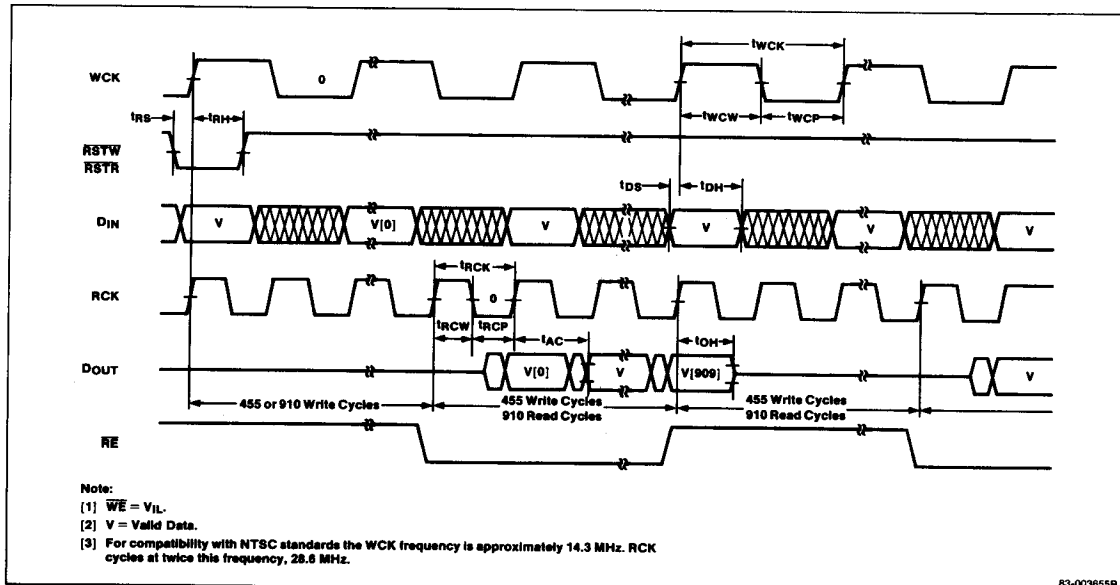 tWCK
WCK
0
tRS
tRH
tWCW
tWCP
RSTW
RSTR
tDS
tDH
DIN
V
V[0]
V
V
V
V
tRCK
RCK
0
tRCW
tRCP
tAC
tOH
DOUT
V[0]
V
V[909]
V
455 or 910 Write Cycles
455 Write Cycles
910 Read Cycles
455 Write Cycles
910 Read Cycles
RE
Note:
[1] WE = VIL.
[2] V = Valid Data.
[3] For compatibility with NTSC standards the WCK frequency is approximately 14.3 MHz. RCK
cycles at twice this frequency, 28.6 MHz.
83-003655B